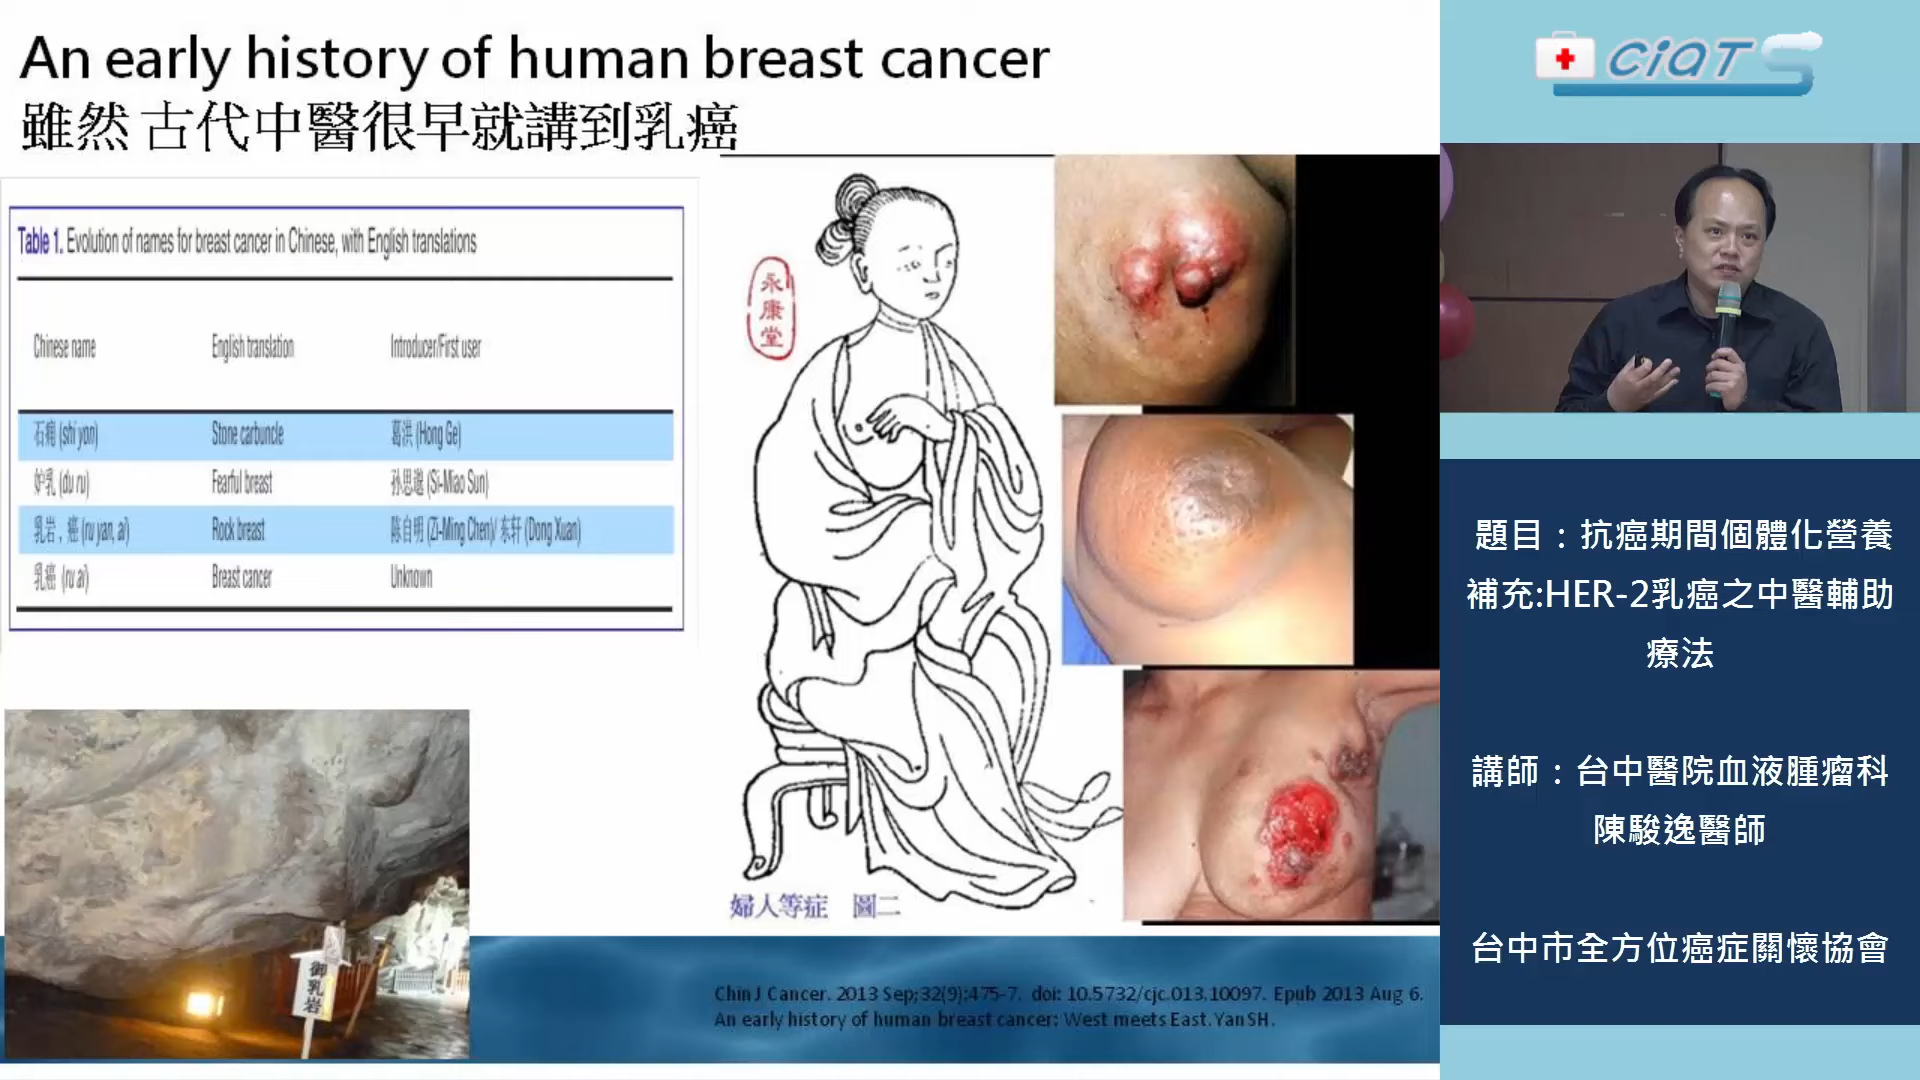 An early history of human breast cancer
雖然 古代中醫很早就講到乳癌
Table 1. Evolution of names for breast cancer in Chinese, with English translations
Chinese name English translation Introducer/First user
石痈 (shi yon) Stone carbuncle 葛洪 (Hong Ge)
妒乳 (du ru) Fearful breast 孙思邈 (Si-Miao Sun)
乳岩, 癌 (ru yan, ai) Rock breast 陈自明 (Zi-Ming Chen)/ 东轩 (Dong Xuan)
乳癌 (ru ai) Breast cancer Unknown
永康堂
婦人等症 圖二
御乳岩
Chin J Cancer. 2013 Sep;32(9):475-7. doi: 10.5732/cjc.013.10097. Epub 2013 Aug 6.
An early history of human breast cancer: West meets East. Yan SH.
CiQTS
題目：抗癌期間個體化營養
補充:HER-2乳癌之中醫輔助
療法
講師：台中醫院血液腫瘤科
陳駿逸醫師
台中市全方位癌症關懷協會